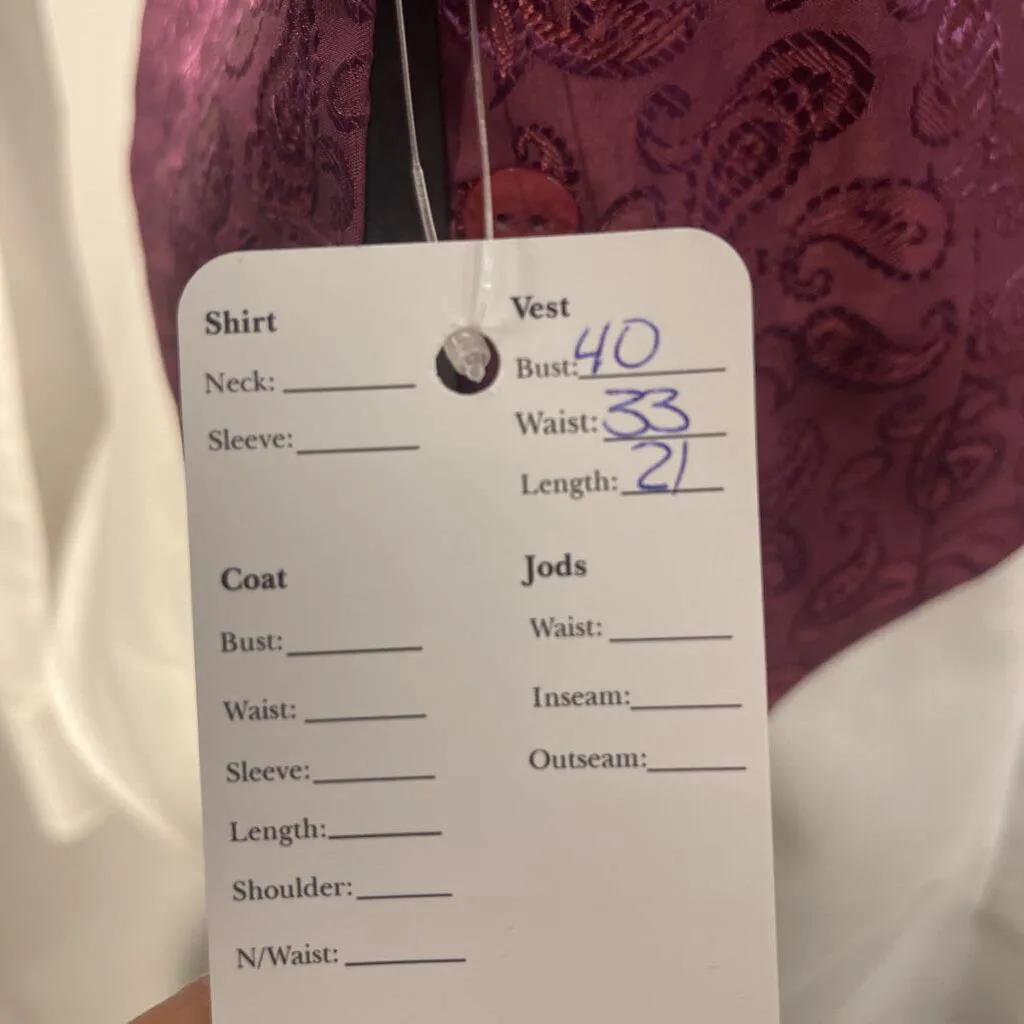 Shirt
Neck:
Sleeve:
Vest
Bust: 40
Waist: 33
Length: 21
Coat
Bust:
Waist:
Sleeve:
Length:
Shoulder:
N/Waist:
Jods
Waist:
Inseam:
Outseam: